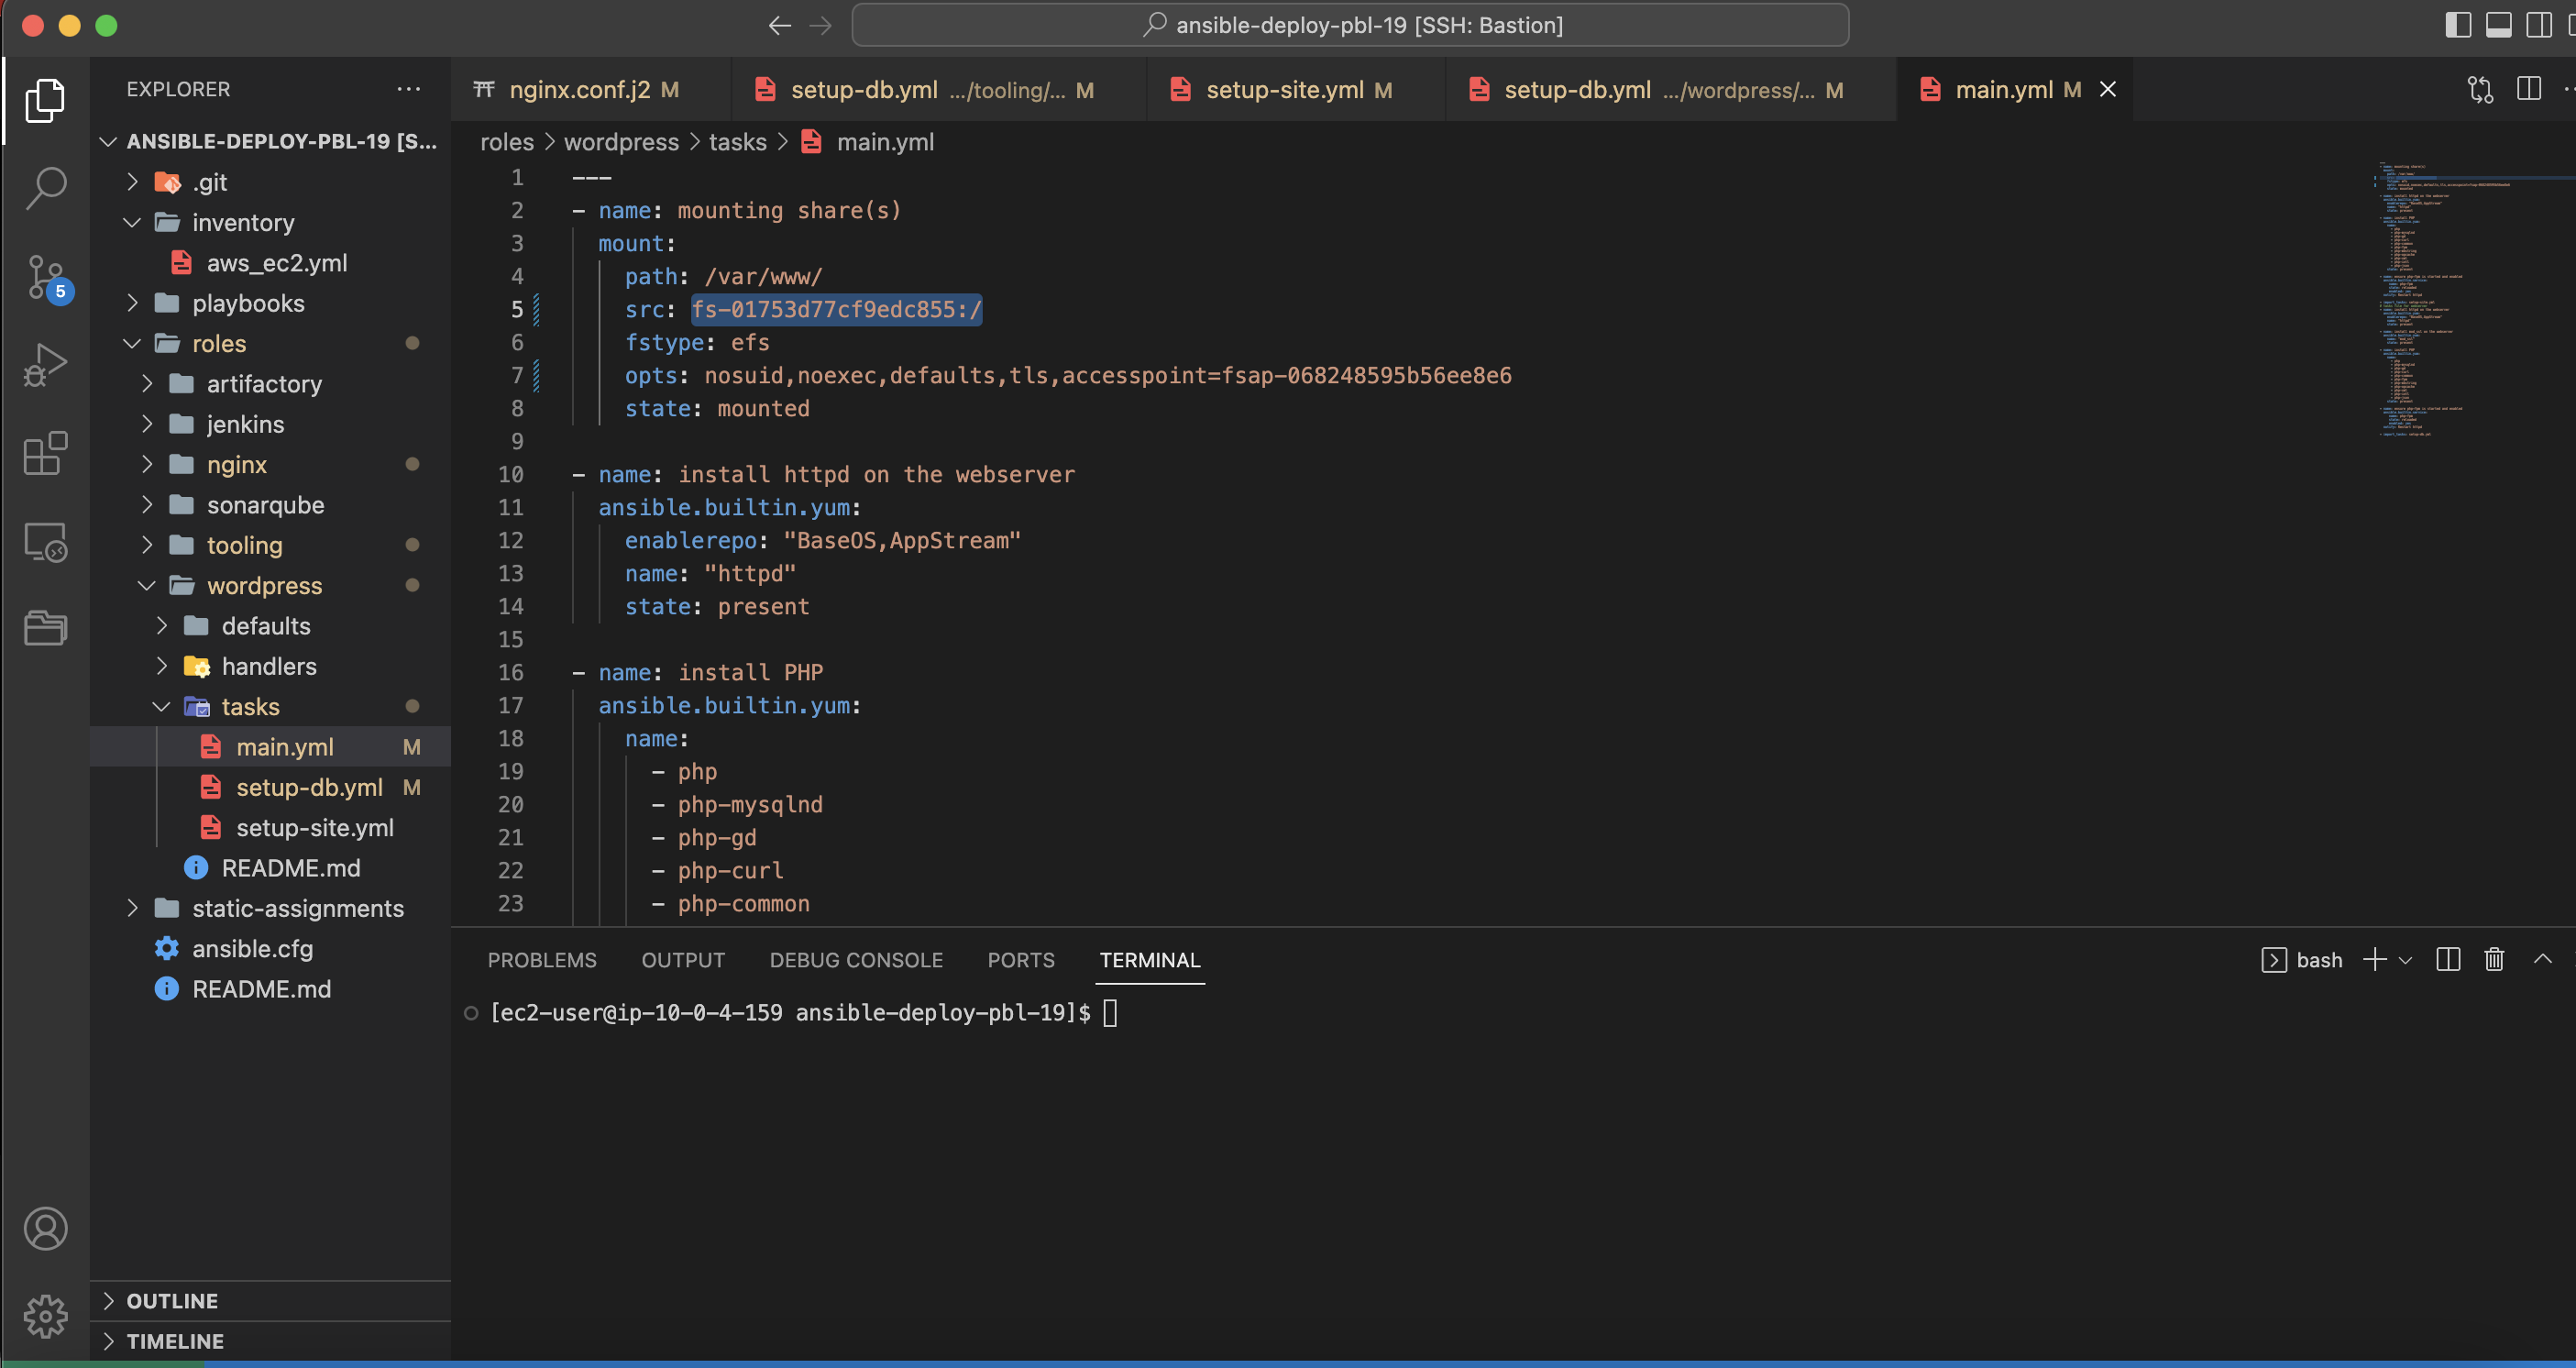 ansible-deploy-pbl-19 [SSH: Bastion]
EXPLORER
nginx.conf.j2 M
setup-db.yml .../tooling/... M
setup-site.yml M
setup-db.yml .../wordpress/... M
main.yml M
ANSIBLE-DEPLOY-PBL-19 [S...
.git
inventory
aws_ec2.yml
playbooks
roles
artifactory
jenkins
nginx
sonarqube
tooling
wordpress
defaults
handlers
tasks
main.yml M
setup-db.yml M
setup-site.yml
README.md
static-assignments
ansible.cfg
README.md
OUTLINE
TIMELINE
5
roles > wordpress > tasks > main.yml
1 ---
2 - name: mounting share(s)
3 mount:
4 path: /var/www/
5 src: fs-01753d77cf9edc855:/
6 fstype: efs
7 opts: nosuid,noexec,defaults,tls,accesspoint=fsap-068248595b56ee8e6
8 state: mounted
9
10 - name: install httpd on the webserver
11 ansible.builtin.yum:
12 enablerepo: "BaseOS,AppStream"
13 name: "httpd"
14 state: present
15
16 - name: install PHP
17 ansible.builtin.yum:
18 name:
19 - php
20 - php-mysqlnd
21 - php-gd
22 - php-curl
23 - php-common
PROBLEMS OUTPUT DEBUG CONSOLE PORTS TERMINAL
bash
[ec2-user@ip-10-0-4-159 ansible-deploy-pbl-19]$